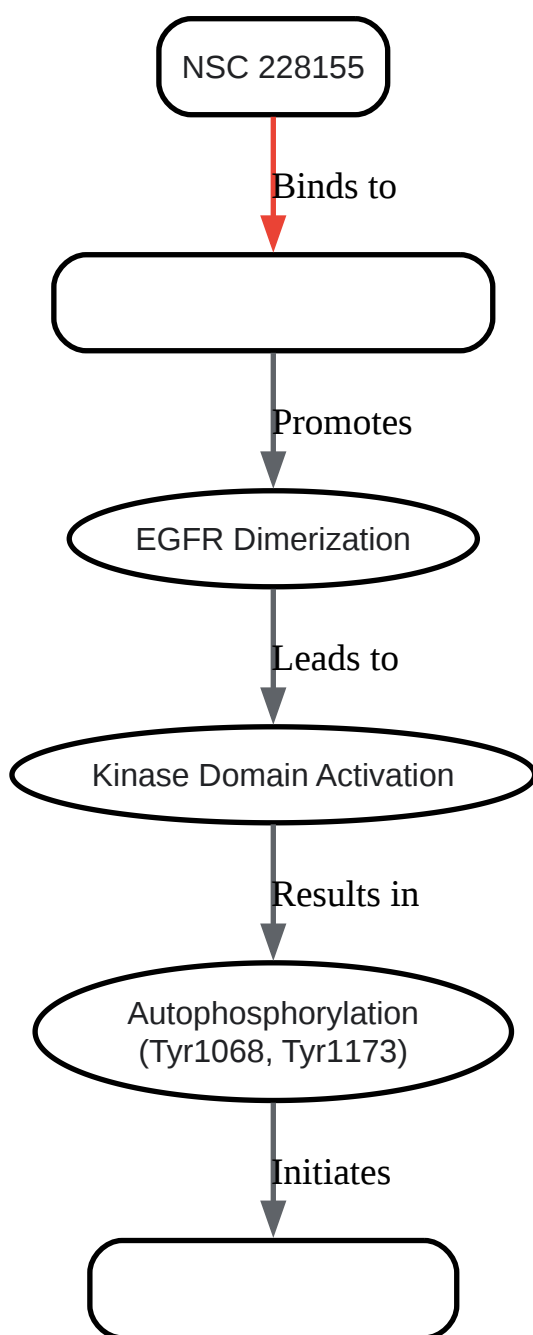 NSC 228155
Binds to
Promotes
EGFR Dimerization
Leads to
Kinase Domain Activation
Results in
Autophosphorylation
(Tyr1068, Tyr1173)
Initiates